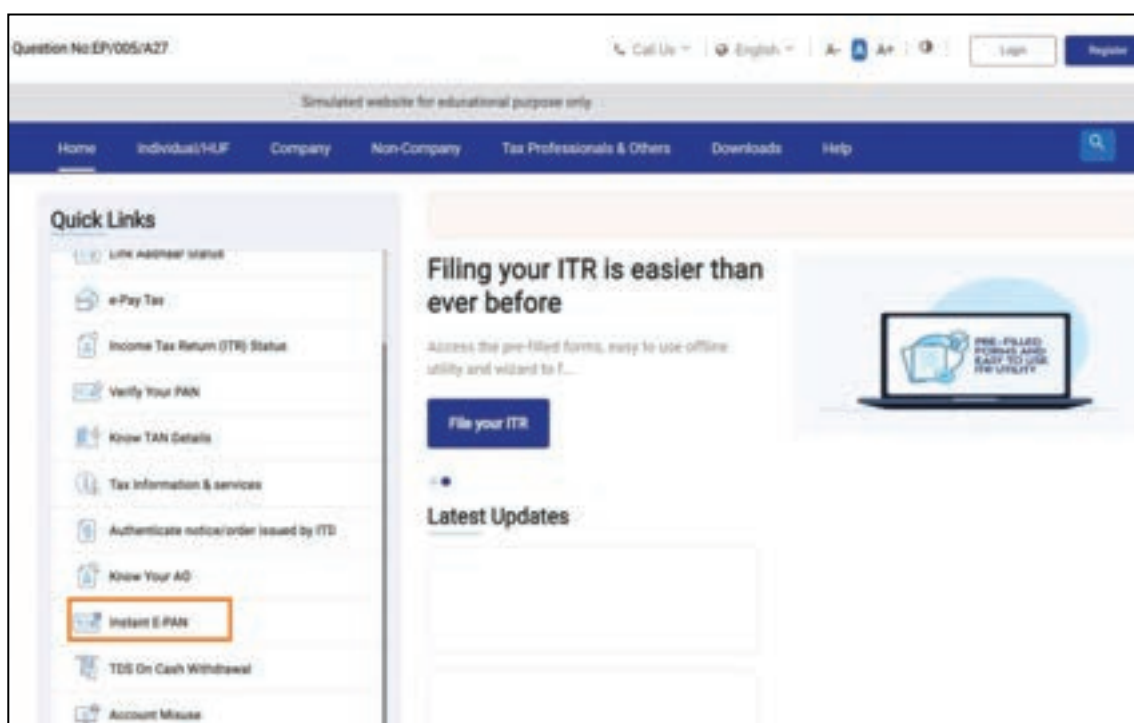 Question No:EP/005/A27
Call Us
English
A- A A+
Login
Register
Simulated website for educational purpose only
Home Individual/HUF Company Non-Company Tax Professionals & Others Downloads Help
Quick Links
Link Aadhaar Status
e-Pay Tax
Income Tax Return (ITR) Status
Verify Your PAN
Know TAN Details
Tax Information & services
Authenticate notice/order issued by ITD
Know Your AO
Instant E-PAN
TDS On Cash Withdrawal
Account Misuse
Filing your ITR is easier than
ever before
Access the pre-filled forms, easy to use offline
utility and wizard to f...
File your ITR
PRE-FILLED
FORMS AND
EASY TO USE
ITR UTILITY
Latest Updates